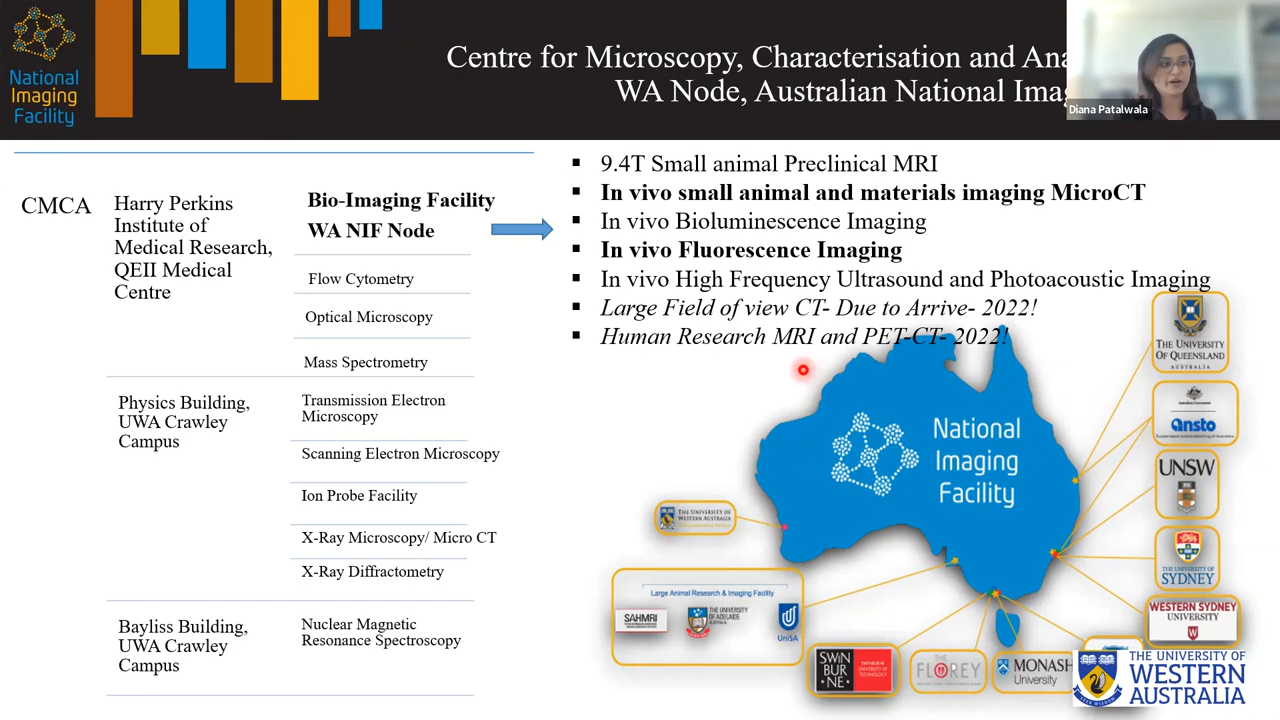 National
Imaging
Facility
Centre for Microscopy, Characterisation and Ana
WA Node, Australian National Imag
Diana Patalwala
CMCA
Harry Perkins
Institute of
Medical Research,
QEII Medical
Centre
Bio-Imaging Facility
WA NIF Node
Flow Cytometry
Optical Microscopy
Mass Spectrometry
Physics Building,
UWA Crawley
Campus
Transmission Electron
Microscopy
Scanning Electron Microscopy
Ion Probe Facility
X-Ray Microscopy/ Micro CT
X-Ray Diffractometry
Bayliss Building,
UWA Crawley
Campus
Nuclear Magnetic
Resonance Spectroscopy
▪ 9.4T Small animal Preclinical MRI
▪ In vivo small animal and materials imaging MicroCT
▪ In vivo Bioluminescence Imaging
▪ In vivo Fluorescence Imaging
▪ In vivo High Frequency Ultrasound and Photoacoustic Imaging
▪ Large Field of view CT- Due to Arrive- 2022!
▪ Human Research MRI and PET-CT- 2022!
National
Imaging
Facility
THE UNIVERSITY
OF QUEENSLAND
AUSTRALIA
ansto
UNSW
THE UNIVERSITY OF
SYDNEY
WESTERN SYDNEY
UNIVERSITY
W
THE UNIVERSITY OF
WESTERN AUSTRALIA
Large Animal Research & Imaging Facility
SAHMRI
THE UNIVERSITY
of ADELAIDE
UniSA
SWIN
BUR
NE
THE
FLOREY
MONASH
University
THE UNIVERSITY OF
WESTERN
AUSTRALIA